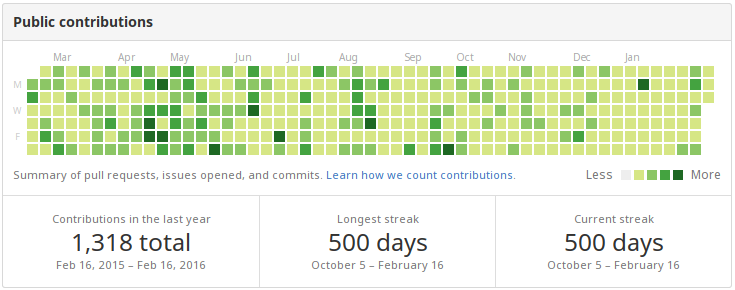 Public contributions
Mar Apr May Jun Jul Aug Sep Oct Nov Dec Jan
M
W
F
Summary of pull requests, issues opened, and commits. Learn how we count contributions.
Less More
Contributions in the last year
1,318 total
Feb 16, 2015 – Feb 16, 2016
Longest streak
500 days
October 5 – February 16
Current streak
500 days
October 5 – February 16